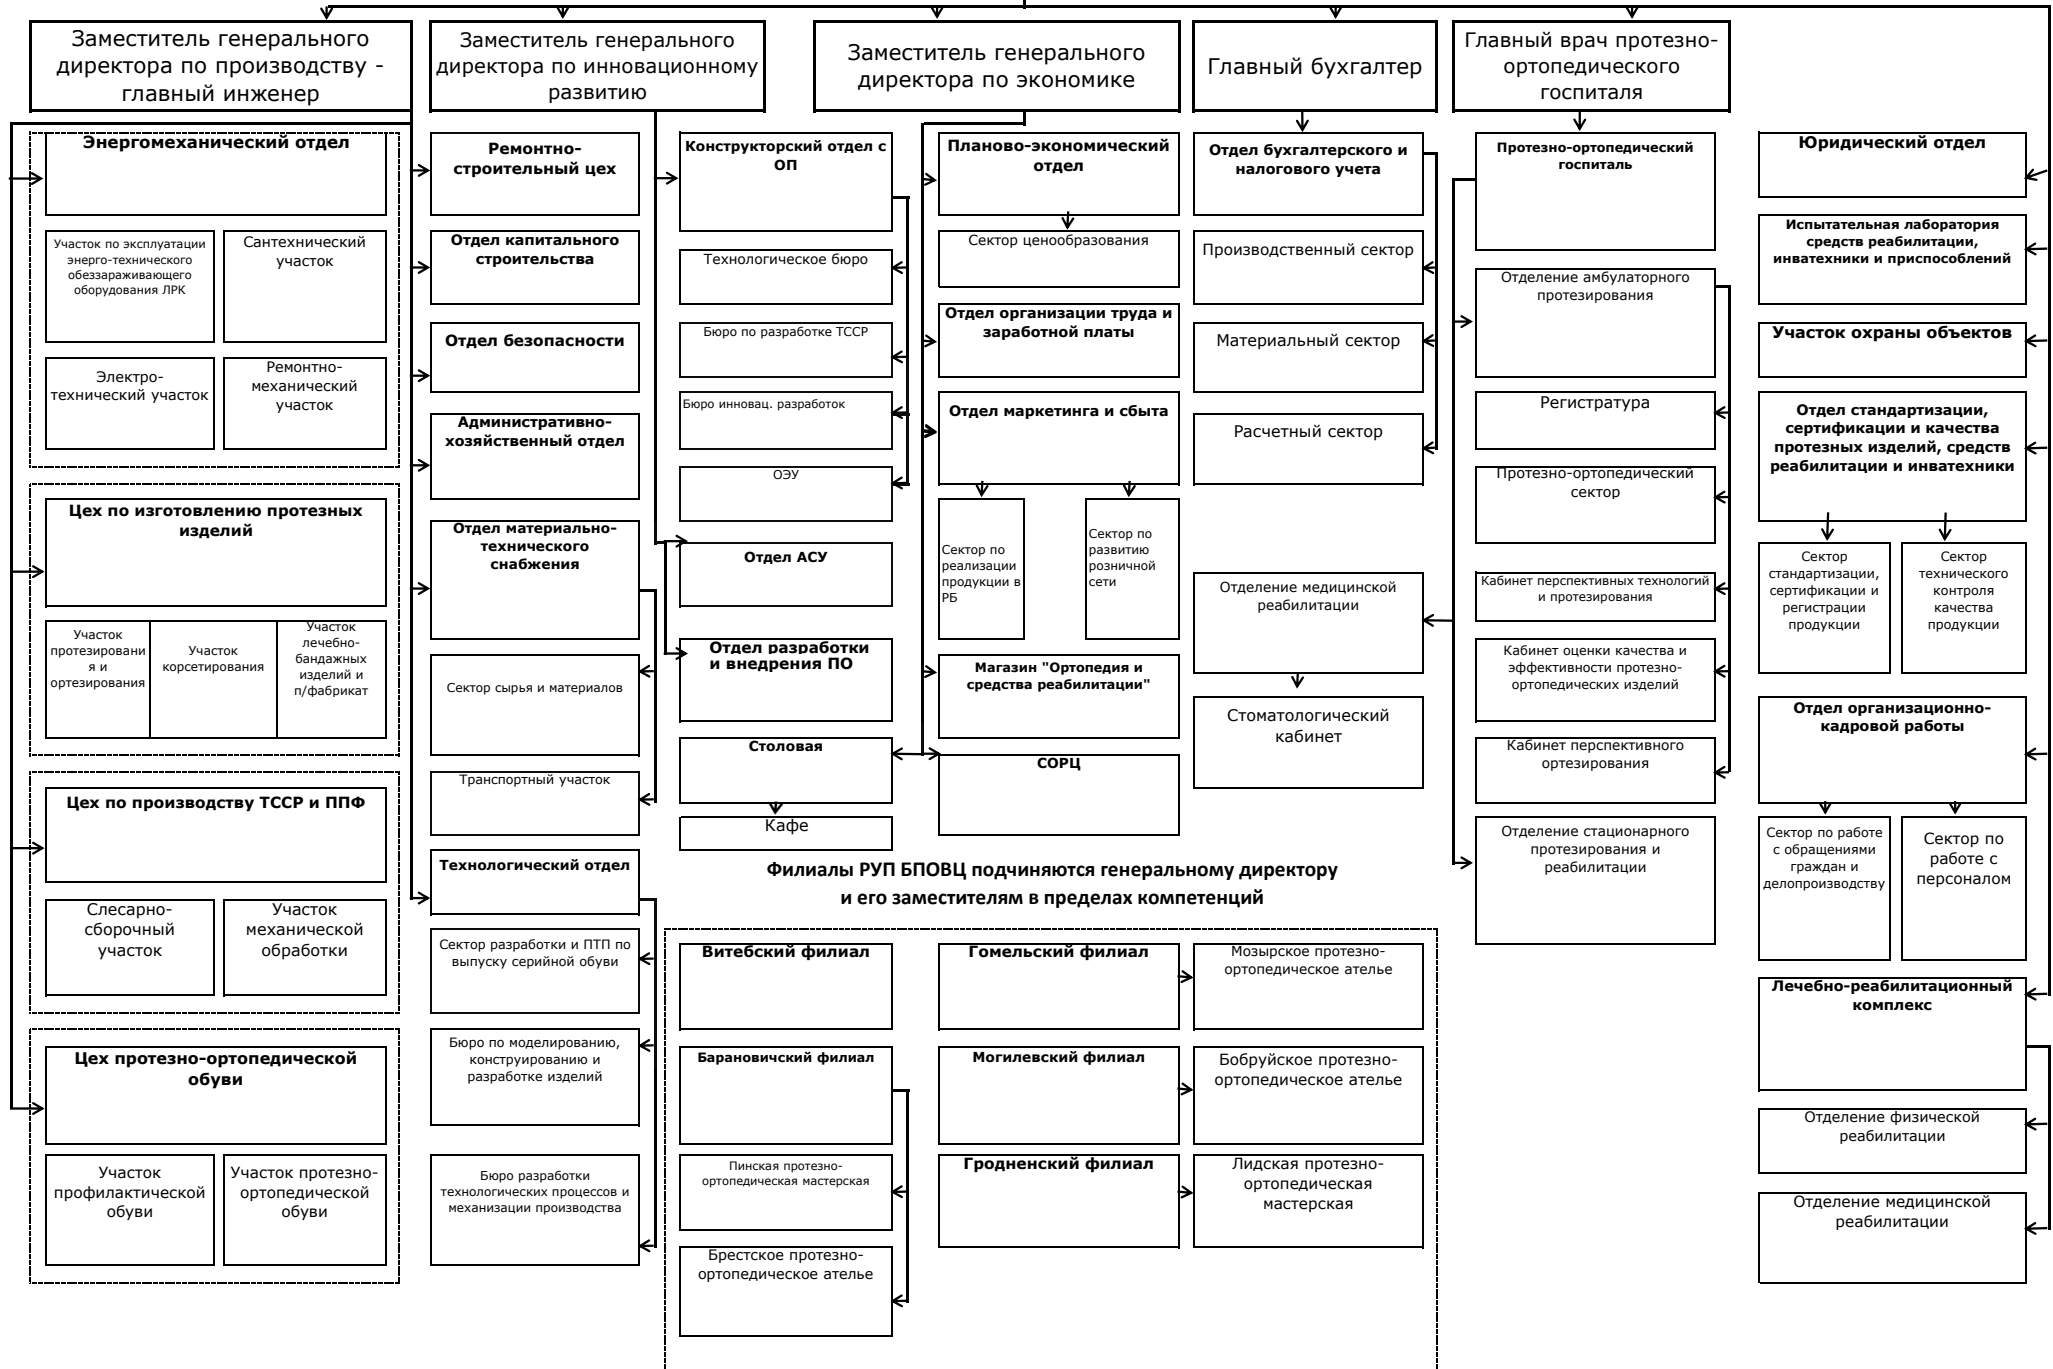 Заместитель генерального
директора по производству -
главный инженер
Заместитель генерального
директора по инновационному
развитию
Заместитель генерального
директора по экономике
Главный бухгалтер
Главный врач протезно-
ортопедического
госпиталя
Энергомеханический отдел
Участок по эксплуатации
энерго-технического
обеззараживающего
оборудования ЛРК
Сантехнический
участок
Электро-
технический участок
Ремонтно-
механический
участок
Цех по изготовлению протезных
изделий
Участок
протезировани
я и
ортезирования
Участок
корсетирования
Участок
лечебно-
бандажных
изделий и
п/фабрикат
Цех по производству ТССР и ППФ
Слесарно-
сборочный
участок
Участок
механической
обработки
Цех протезно-ортопедической
обуви
Участок
профилактической
обуви
Участок протезно-
ортопедической
обуви
Ремонтно-
строительный цех
Отдел капитального
строительства
Отдел безопасности
Административно-
хозяйственный отдел
Отдел материально-
технического
снабжения
Сектор сырья и материалов
Транспортный участок
Технологический отдел
Сектор разработки и ПТП по
выпуску серийной обуви
Бюро по моделированию,
конструированию и
разработке изделий
Бюро разработки
технологических процессов и
механизации производства
Конструкторский отдел с
ОП
Технологическое бюро
Бюро по разработке ТССР
Бюро инновац. разработок
ОЭУ
Отдел АСУ
Отдел разработки
и внедрения ПО
Столовая
Кафе
Планово-экономический
отдел
Сектор ценообразования
Отдел организации труда и
заработной платы
Отдел маркетинга и сбыта
Сектор по
реализации
продукции в
РБ
Сектор по
развитию
розничной
сети
Магазин "Ортопедия и
средства реабилитации"
СОРЦ
Отдел бухгалтерского и
налогового учета
Производственный сектор
Материальный сектор
Расчетный сектор
Отделение медицинской
реабилитации
Стоматологический
кабинет
Протезно-ортопедический
госпиталь
Отделение амбулаторного
протезирования
Регистратура
Протезно-ортопедический
сектор
Кабинет перспективных технологий
и протезирования
Кабинет оценки качества и
эффективности протезно-
ортопедических изделий
Кабинет перспективного
ортезирования
Отделение стационарного
протезирования и
реабилитации
Юридический отдел
Испытательная лаборатория
средств реабилитации,
инватехники и приспособлений
Участок охраны объектов
Отдел стандартизации,
сертификации и качества
протезных изделий, средств
реабилитации и инватехники
Сектор
стандартизации,
сертификации и
регистрации
продукции
Сектор
технического
контроля
качества
продукции
Отдел организационно-
кадровой работы
Сектор по работе
с обращениями
граждан и
делопроизводству
Сектор по
работе с
персоналом
Лечебно-реабилитационный
комплекс
Отделение физической
реабилитации
Отделение медицинской
реабилитации
Филиалы РУП БПОВЦ подчиняются генеральному директору
и его заместителям в пределах компетенций
Витебский филиал
Барановичский филиал
Пинская протезно-
ортопедическая мастерская
Брестское протезно-
ортопедическое ателье
Гомельский филиал
Мозырское протезно-
ортопедическое ателье
Могилевский филиал
Бобруйское протезно-
ортопедическое ателье
Гродненский филиал
Лидская протезно-
ортопедическая
мастерская